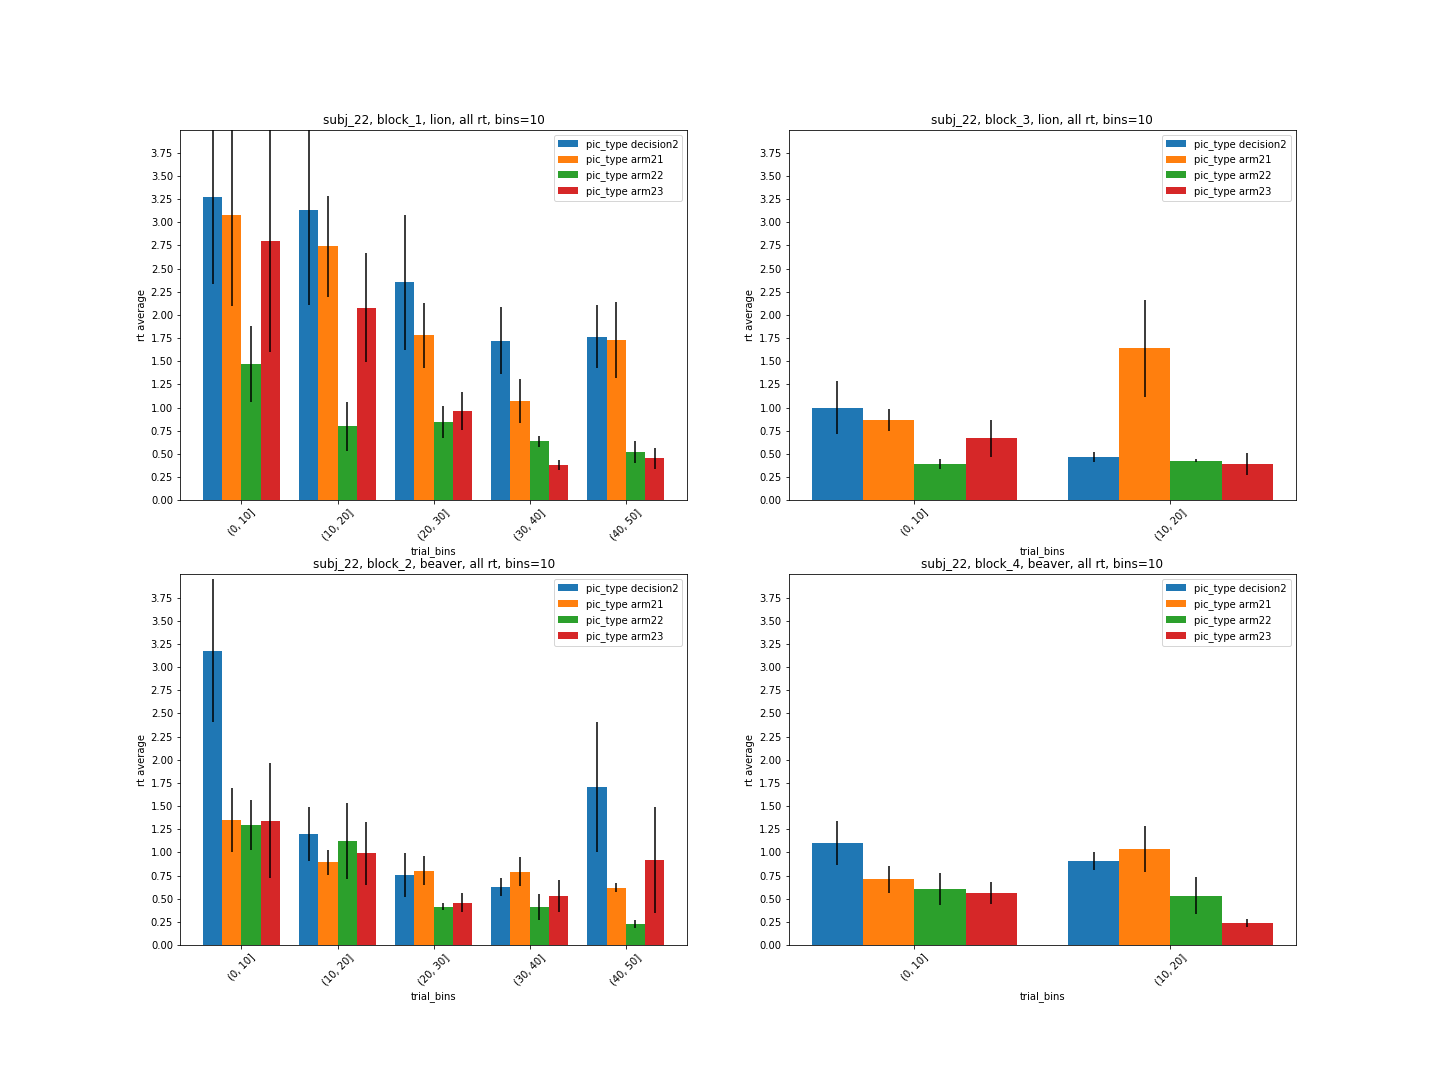 subj_22, block_1, lion, all rt, bins=10
3.75
3.50
3.25
3.00
2.75
2.50
2.25
2.00
1.75
1.50
1.25
1.00
0.75
0.50
0.25
0.00
rt average
pic_type decision2
pic_type arm21
pic_type arm22
pic_type arm23
(0, 10]
(10, 20]
(20, 30]
(30, 40]
(40, 50]
trial_bins
subj_22, block_3, lion, all rt, bins=10
3.75
3.50
3.25
3.00
2.75
2.50
2.25
2.00
1.75
1.50
1.25
1.00
0.75
0.50
0.25
0.00
rt average
pic_type decision2
pic_type arm21
pic_type arm22
pic_type arm23
(0, 10]
(10, 20]
trial_bins
subj_22, block_2, beaver, all rt, bins=10
3.75
3.50
3.25
3.00
2.75
2.50
2.25
2.00
1.75
1.50
1.25
1.00
0.75
0.50
0.25
0.00
rt average
pic_type decision2
pic_type arm21
pic_type arm22
pic_type arm23
(0, 10]
(10, 20]
(20, 30]
(30, 40]
(40, 50]
trial_bins
subj_22, block_4, beaver, all rt, bins=10
3.75
3.50
3.25
3.00
2.75
2.50
2.25
2.00
1.75
1.50
1.25
1.00
0.75
0.50
0.25
0.00
rt average
pic_type decision2
pic_type arm21
pic_type arm22
pic_type arm23
(0, 10]
(10, 20]
trial_bins